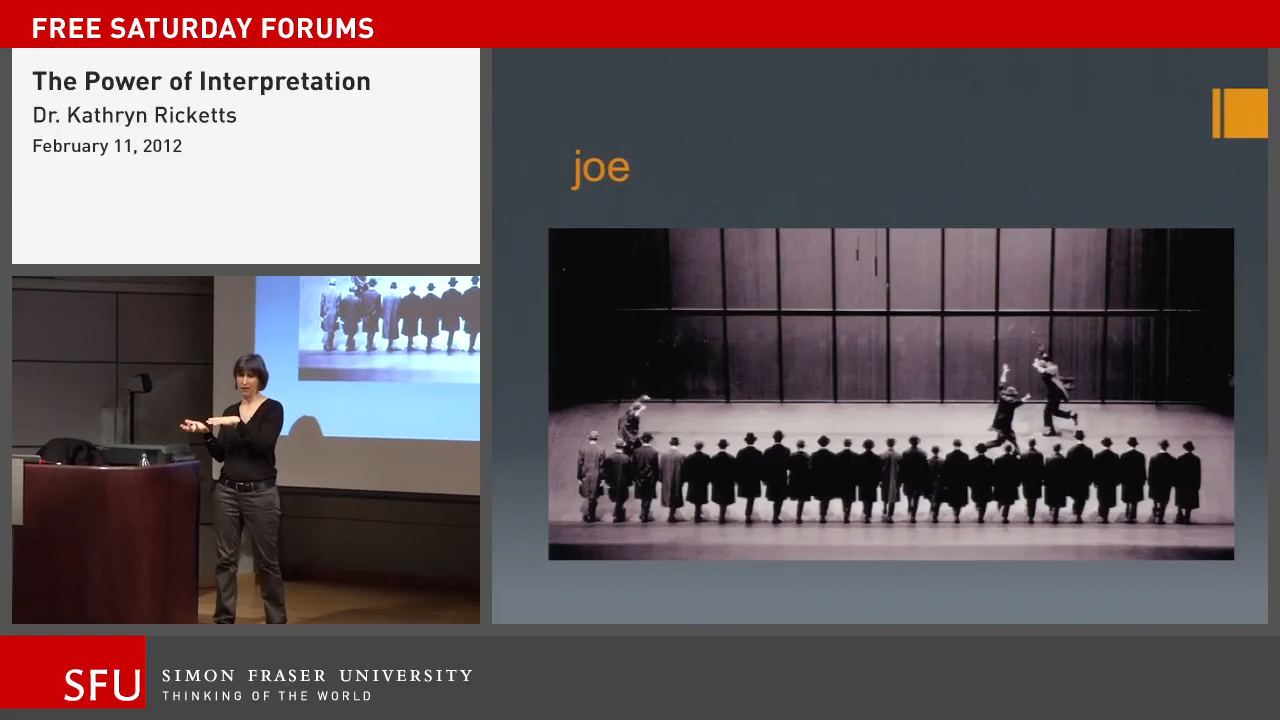 FREE SATURDAY FORUMS
The Power of Interpretation
Dr. Kathryn Ricketts
February 11, 2012
joe
SFU
SIMON FRASER UNIVERSITY
THINKING OF THE WORLD